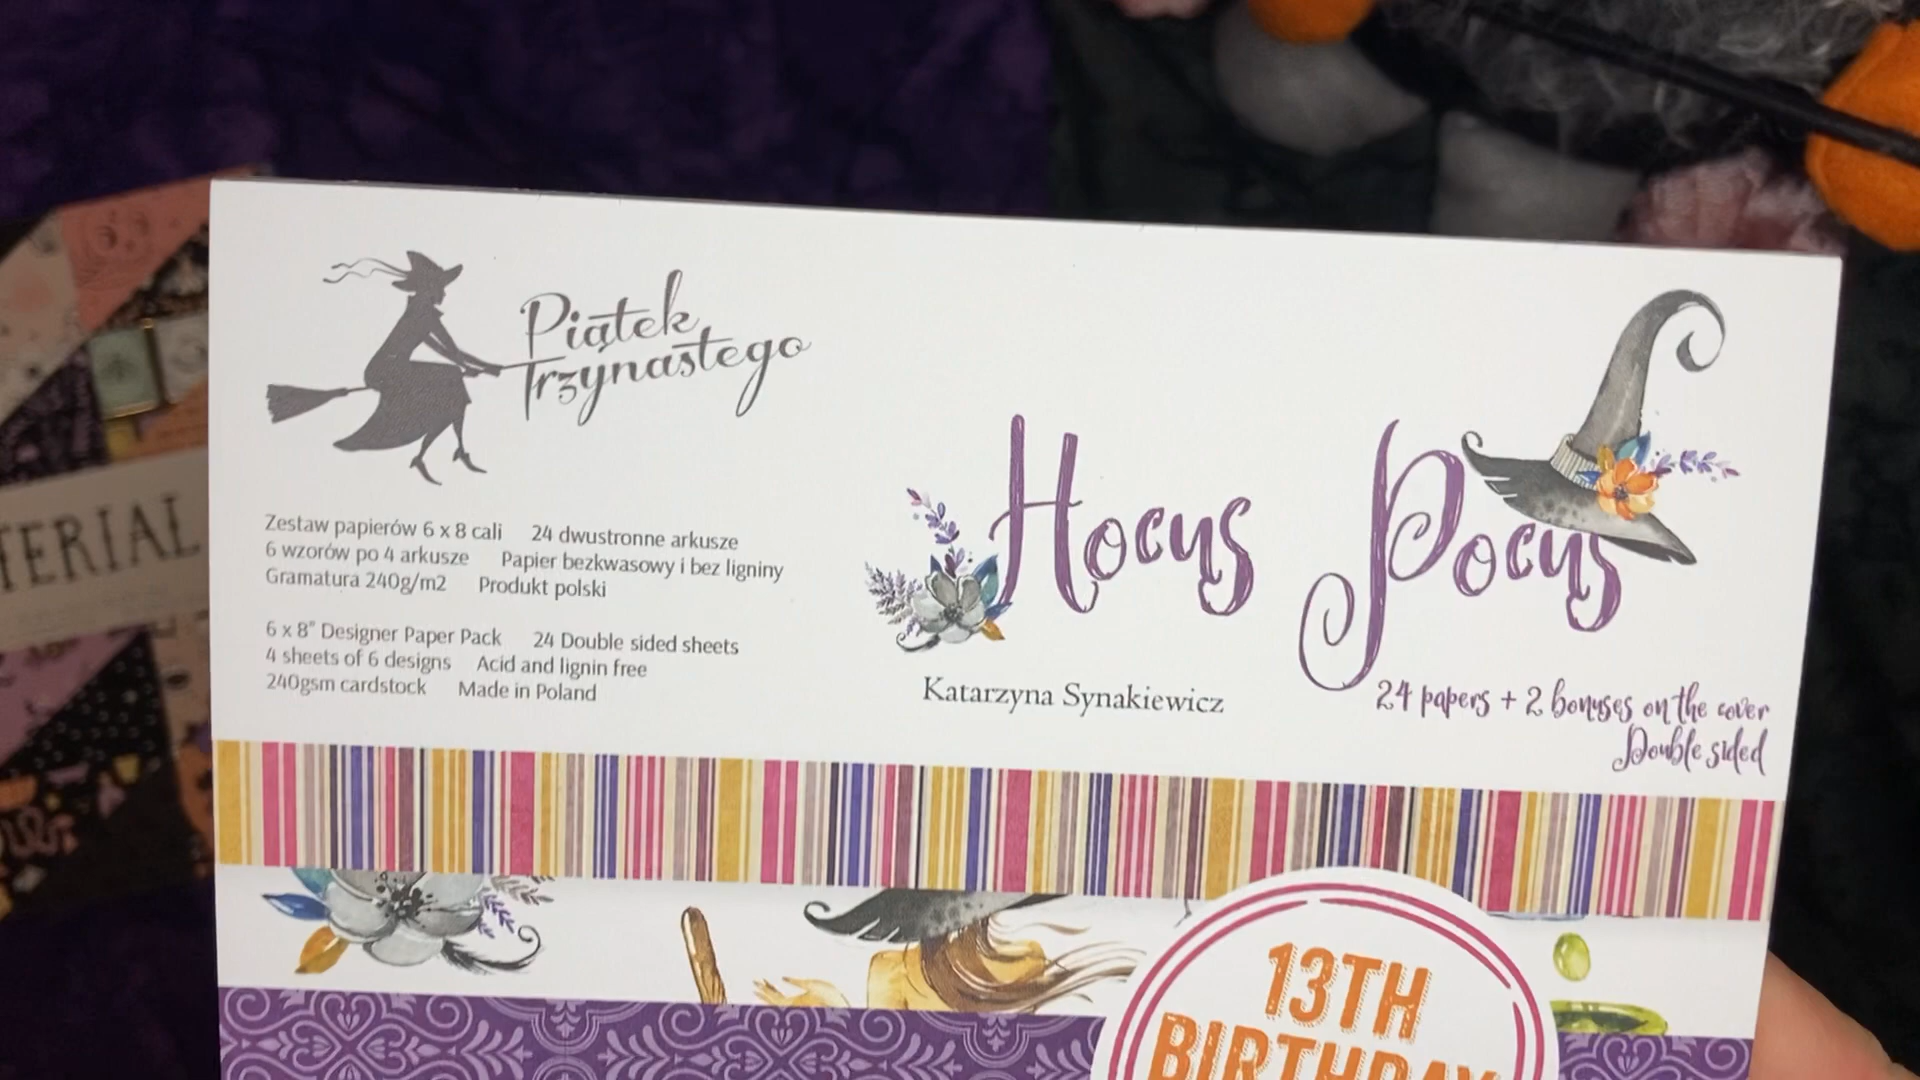 Piątek
Trzynastego
Zestaw papierów 6 x 8 cali 24 dwustronne arkusze
6 wzorów po 4 arkusze Papier bezkwasowy i bez ligniny
Gramatura 240g/m2 Produkt polski
6 x 8" Designer Paper Pack 24 Double sided sheets
4 sheets of 6 designs Acid and lignin free
240gsm cardstock Made in Poland
Hocus Pocus
Katarzyna Synakiewicz
24 papers + 2 bonuses on the cover
Double sided
13TH
BIRTHDAY
TERIAL